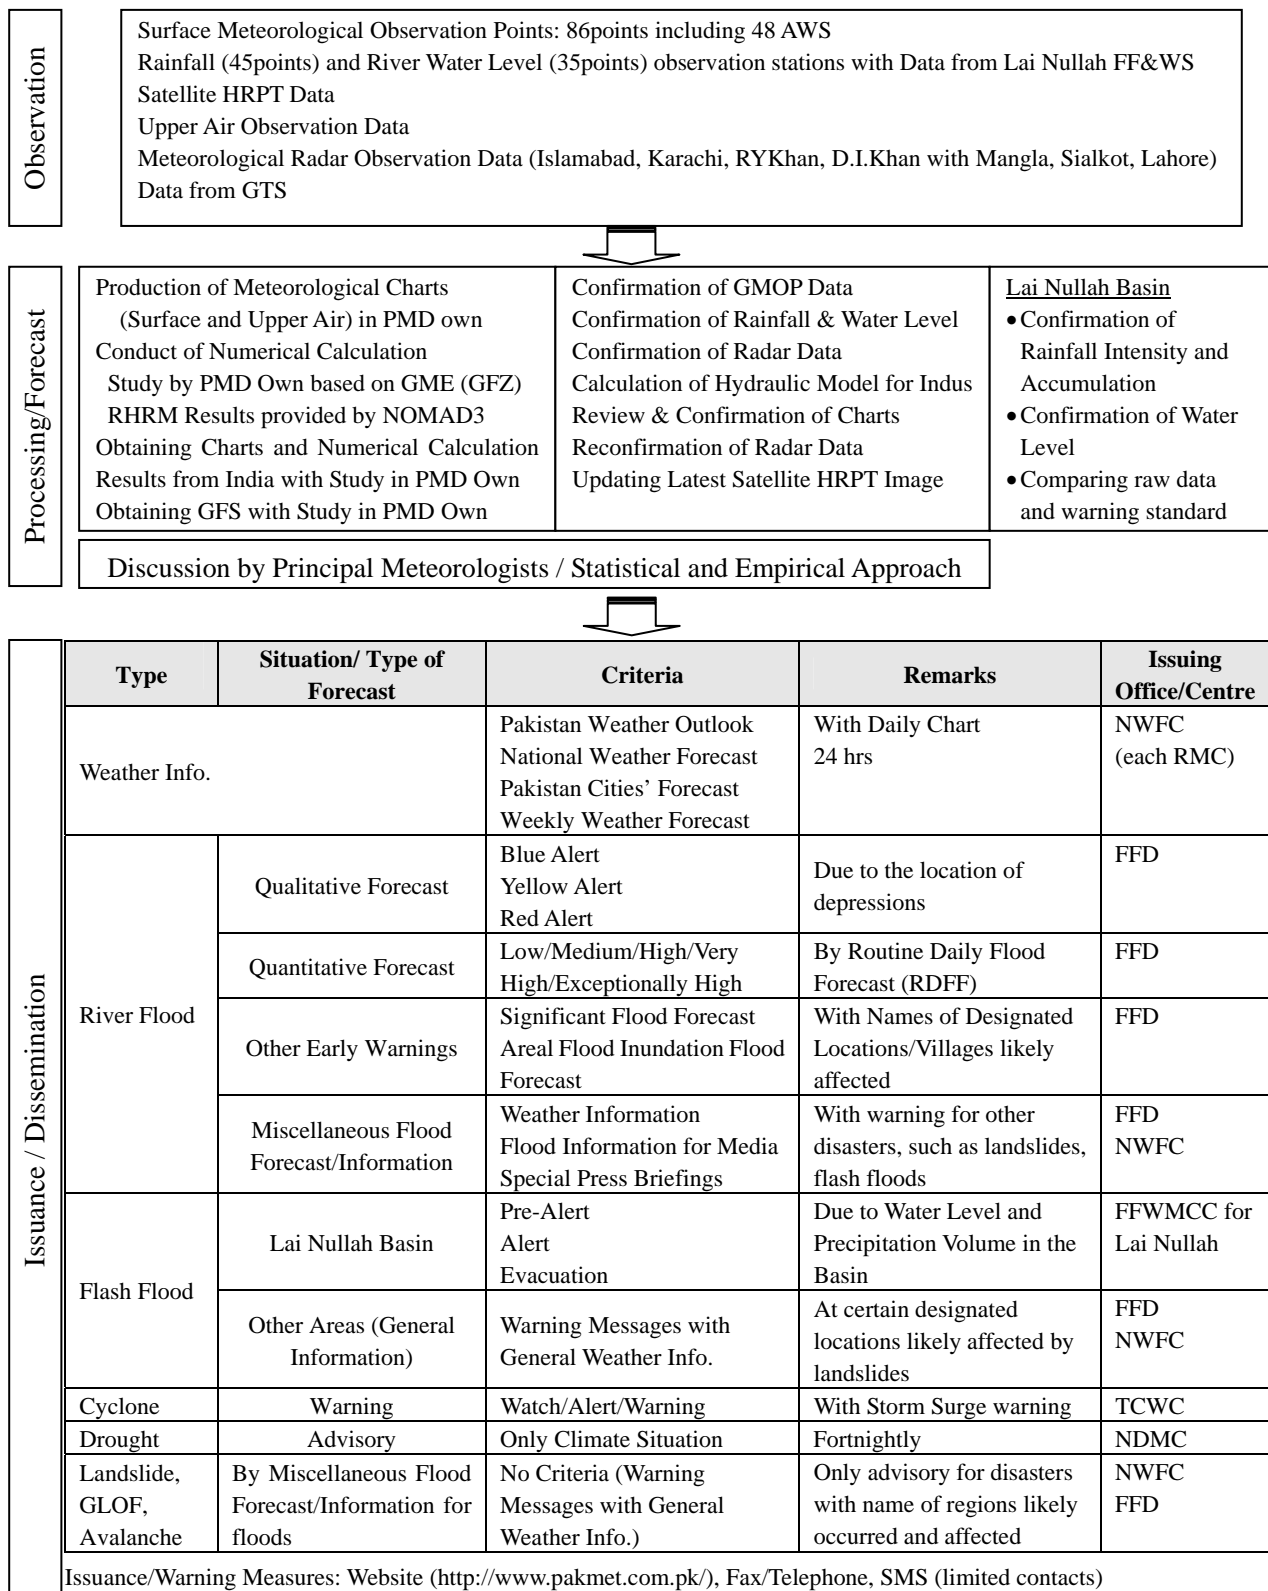 Observation
Surface Meteorological Observation Points: 86points including 48 AWS
Rainfall (45points) and River Water Level (35points) observation stations with Data from Lai Nullah FF&WS
Satellite HRPT Data
Upper Air Observation Data
Meteorological Radar Observation Data (Islamabad, Karachi, RYKhan, D.I.Khan with Mangla, Sialkot, Lahore)
Data from GTS
Processing/Forecast
Production of Meteorological Charts
(Surface and Upper Air) in PMD own
Conduct of Numerical Calculation
Study by PMD Own based on GME (GFZ)
RHRM Results provided by NOMAD3
Obtaining Charts and Numerical Calculation
Results from India with Study in PMD Own
Obtaining GFS with Study in PMD Own
Confirmation of GMOP Data
Confirmation of Rainfall & Water Level
Confirmation of Radar Data
Calculation of Hydraulic Model for Indus
Review & Confirmation of Charts
Reconfirmation of Radar Data
Updating Latest Satellite HRPT Image
Lai Nullah Basin
• Confirmation of
Rainfall Intensity and
Accumulation
• Confirmation of Water
Level
• Comparing raw data
and warning standard
Discussion by Principal Meteorologists / Statistical and Empirical Approach
Issuance / Dissemination
Type
Situation/ Type of
Forecast
Criteria
Remarks
Issuing
Office/Centre
Weather Info.
Pakistan Weather Outlook
National Weather Forecast
Pakistan Cities' Forecast
Weekly Weather Forecast
With Daily Chart
24 hrs
NWFC
(each RMC)
River Flood
Qualitative Forecast
Blue Alert
Yellow Alert
Red Alert
Due to the location of
depressions
FFD
Quantitative Forecast
Low/Medium/High/Very
High/Exceptionally High
By Routine Daily Flood
Forecast (RDFF)
FFD
Other Early Warnings
Significant Flood Forecast
Areal Flood Inundation Flood
Forecast
With Names of Designated
Locations/Villages likely
affected
FFD
Miscellaneous Flood
Forecast/Information
Weather Information
Flood Information for Media
Special Press Briefings
With warning for other
disasters, such as landslides,
flash floods
FFD
NWFC
Flash Flood
Lai Nullah Basin
Pre-Alert
Alert
Evacuation
Due to Water Level and
Precipitation Volume in the
Basin
FFWMCC for
Lai Nullah
Other Areas (General
Information)
Warning Messages with
General Weather Info.
At certain designated
locations likely affected by
landslides
FFD
NWFC
Cyclone
Warning
Watch/Alert/Warning
With Storm Surge warning
TCWC
Drought
Advisory
Only Climate Situation
Fortnightly
NDMC
Landslide,
GLOF,
Avalanche
By Miscellaneous Flood
Forecast/Information for
floods
No Criteria (Warning
Messages with General
Weather Info.)
Only advisory for disasters
with name of regions likely
occurred and affected
NWFC
FFD
Issuance/Warning Measures: Website (http://www.pakmet.com.pk/), Fax/Telephone, SMS (limited contacts)